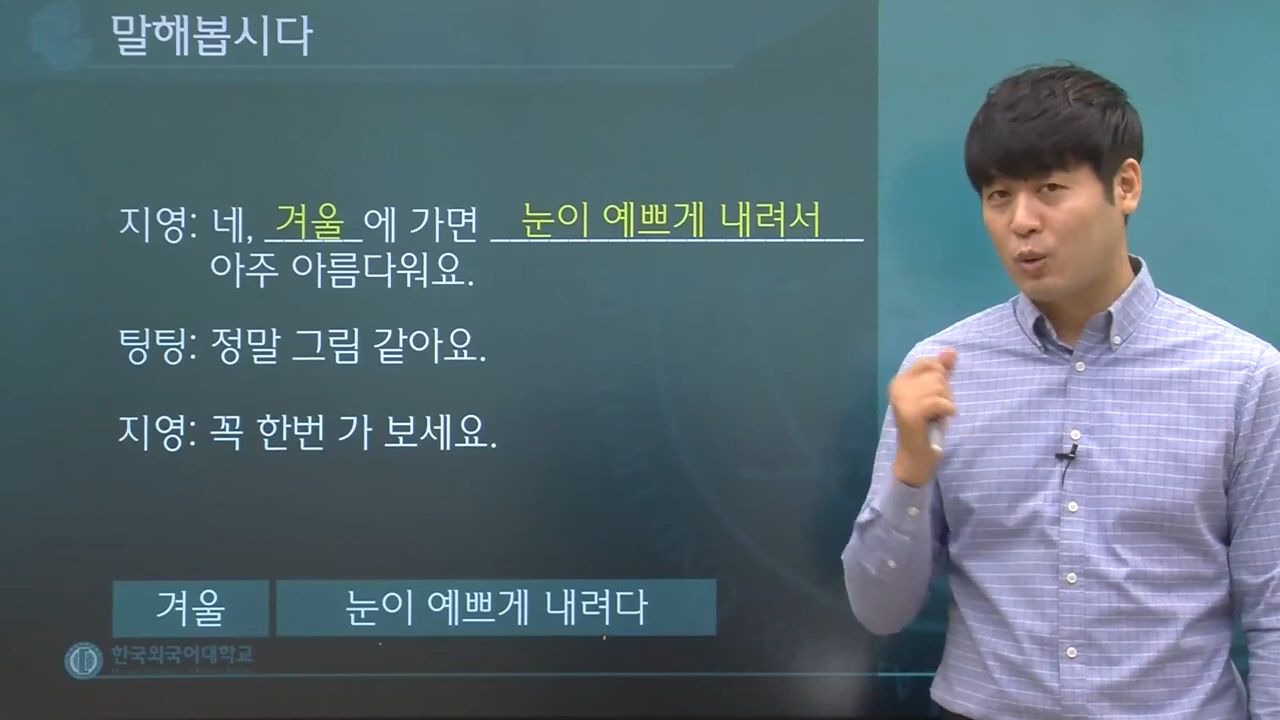 말해봅시다
지영: 네, 겨울 에 가면 눈이 예쁘게 내려서
아주 아름다워요.
팅팅: 정말 그림 같아요.
지영: 꼭 한번 가 보세요.
겨울 눈이 예쁘게 내려다
한국외국어대학교